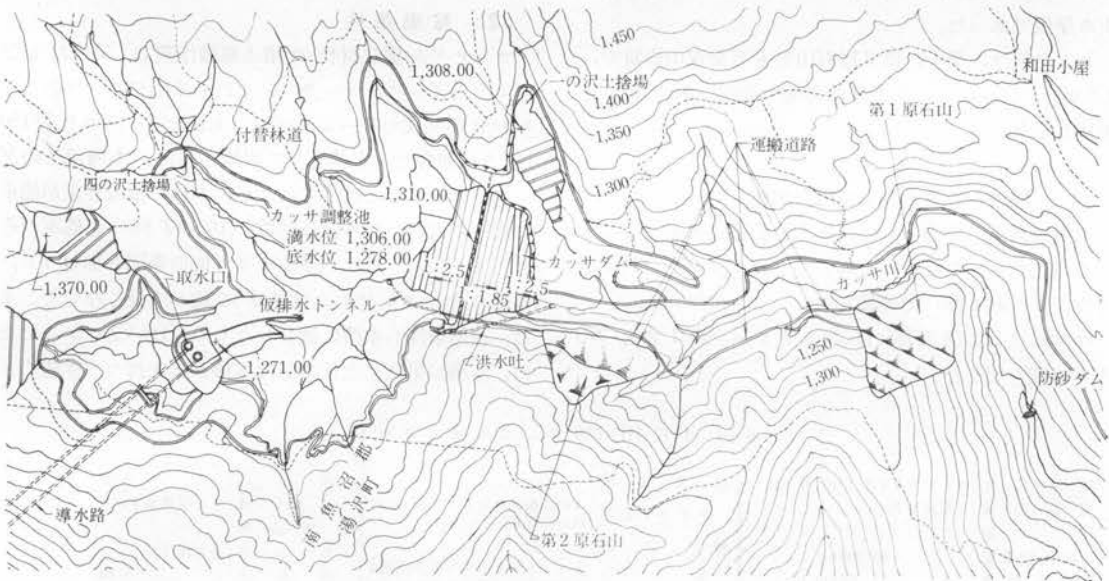 1,450
和田小屋
1,308.00
一の沢土捨場
1,400
第1原石山
1,350
運搬道路
付替林道
1,300
四の沢土捨場
1,310.00
カッサ調整池
満水位 1,306.00
底水位 1,278.00
取水口
カッサダム
カッサ川
1:2.5
1:2.5
1,370.00
仮排水トンネル
1:1.85
1,250
洪水吐
1,271.00
1,300
防砂ダム
南魚沼郡
湯沢町
導水路
第2原石山